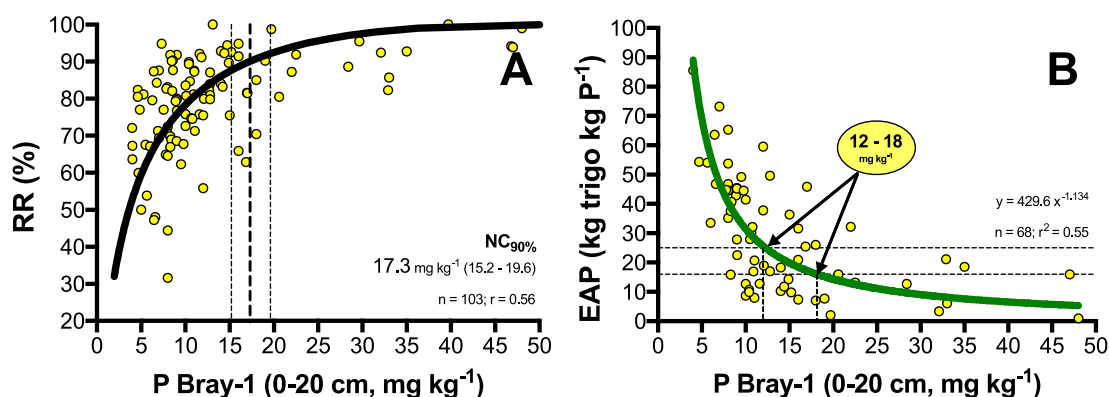 100
90
80
70
60
50
40
30
20
RR (%)
A
NC90%
17.3 mg kg⁻¹ (15.2 - 19.6)
n = 103; r = 0.56
0 5 10 15 20 25 30 35 40 45 50
P Bray-1 (0-20 cm, mg kg⁻¹)
100
90
80
70
60
50
40
30
20
10
0
EAP (kg trigo kg P⁻¹)
B
12 - 18
mg kg⁻¹
y = 429.6 x⁻¹·¹³⁴
n = 68; r² = 0.55
0 5 10 15 20 25 30 35 40 45 50
P Bray-1 (0-20 cm, mg kg⁻¹)